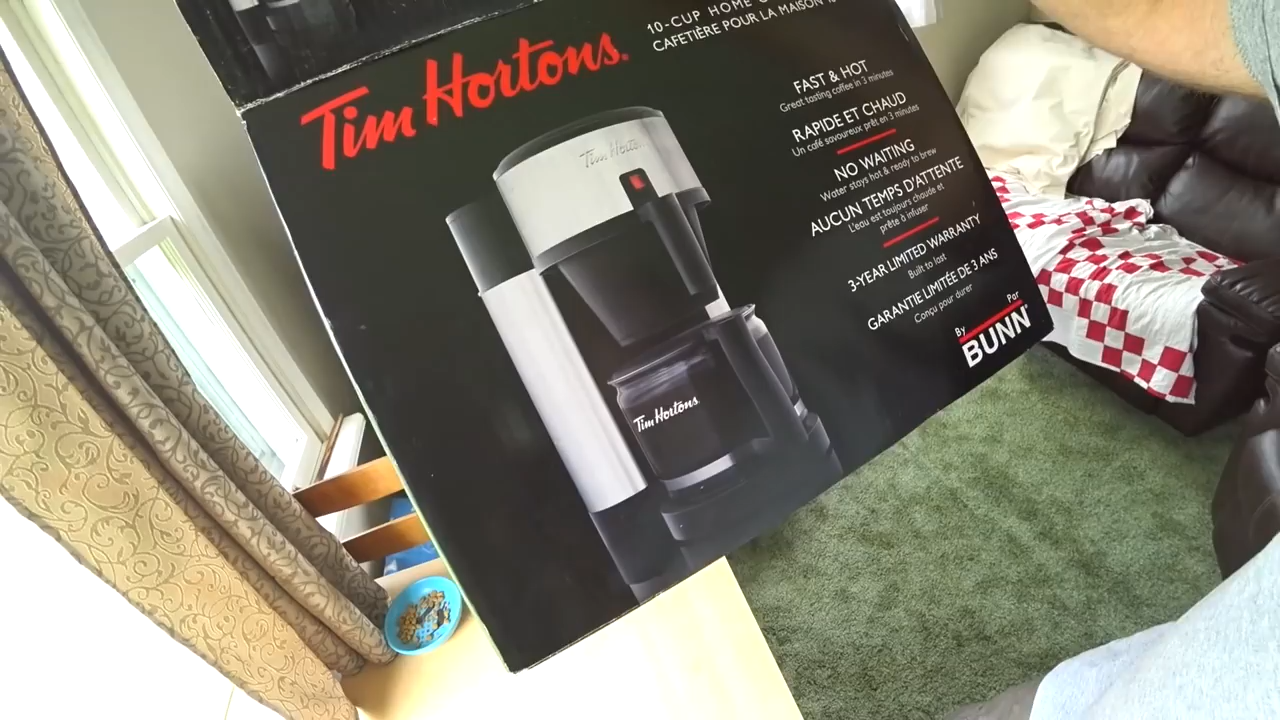 Tim Hortons.
10-CUP HOME
CAFETIÈRE POUR LA MAISON
FAST & HOT
Great tasting coffee in 3 minutes
RAPIDE ET CHAUD
Un café savoureux prêt en 3 minutes
NO WAITING
Water stays hot & ready to brew
AUCUN TEMPS D'ATTENTE
L'eau est toujours chaude et
prête à infuser
3-YEAR LIMITED WARRANTY
Built to last
GARANTIE LIMITÉE DE 3 ANS
Conçu pour durer
By Par
BUNN®
Tim Hortons
Tim Hortons